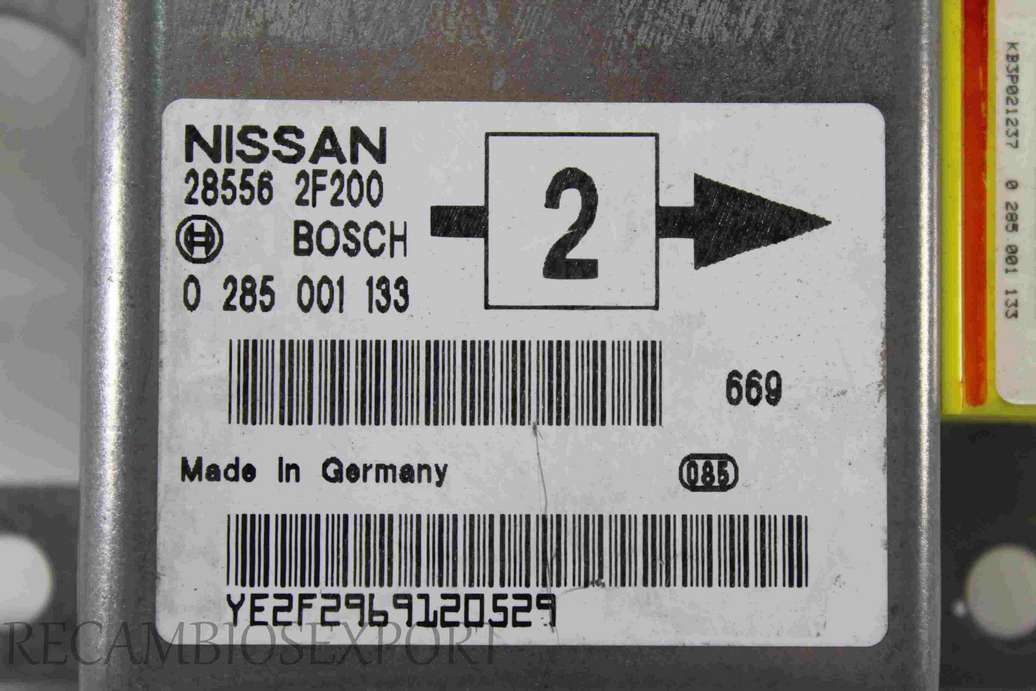 NISSAN
28556 2F200
BOSCH
0 285 001 133
2
669
Made in Germany
085
YE2F2969120529
KB3P021237 0 285 001 133
RECAMBIOSEXPORT